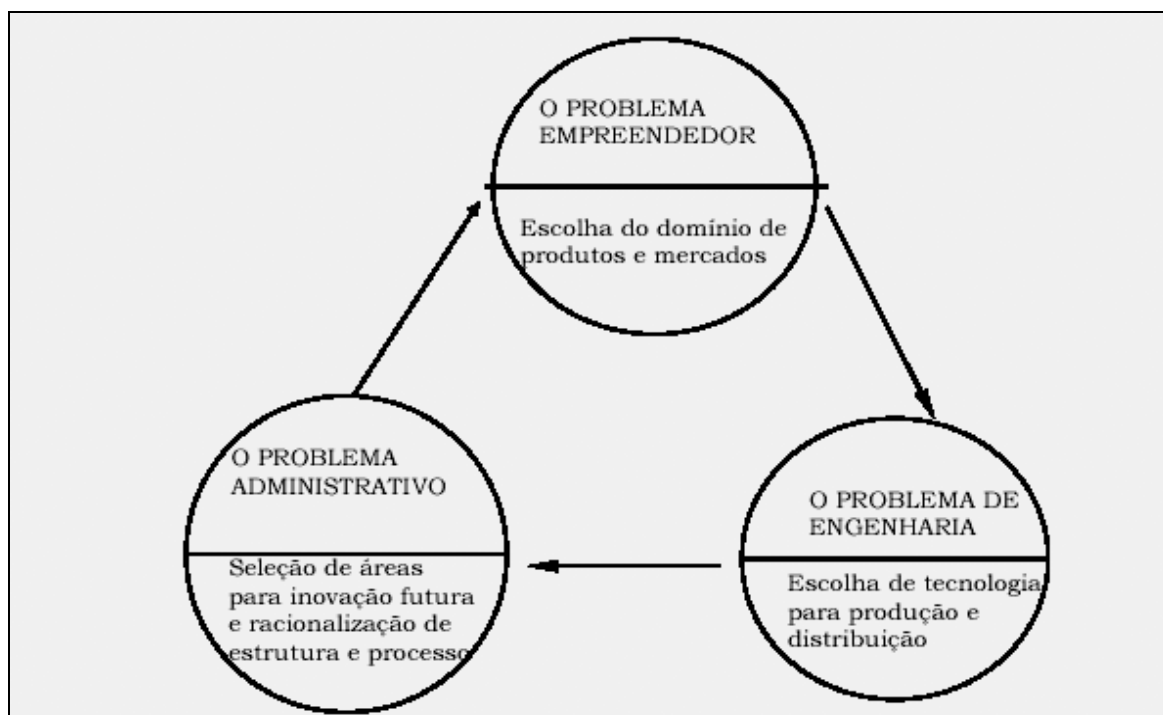 O PROBLEMA
EMPREENDEDOR
Escolha do domínio de
produtos e mercados
O PROBLEMA
ADMINISTRATIVO
Seleção de áreas
para inovação futura
e racionalização de
estrutura e processo
O PROBLEMA DE
ENGENHARIA
Escolha de tecnologia
para produção e
distribuição